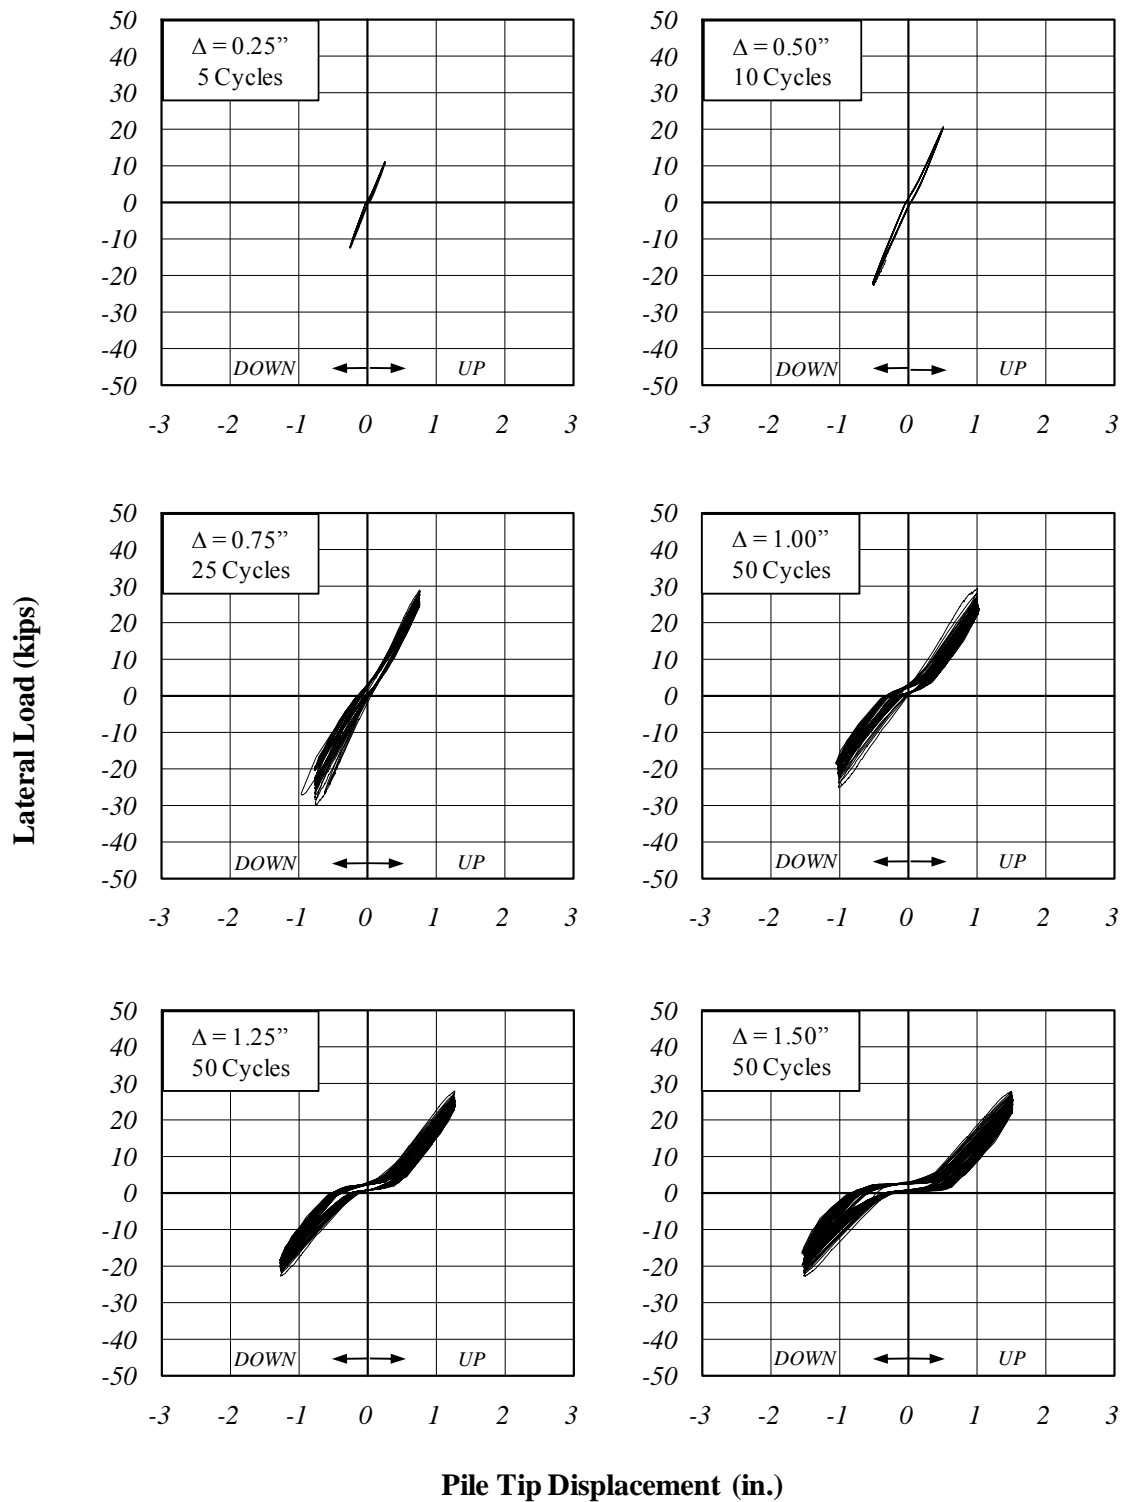 Δ = 0.25”
5 Cycles
50
40
30
20
10
0
-10
-20
-30
-40
-50
DOWN UP
-3 -2 -1 0 1 2 3
Δ = 0.50”
10 Cycles
50
40
30
20
10
0
-10
-20
-30
-40
-50
DOWN UP
-3 -2 -1 0 1 2 3
Lateral Load (kips)
Δ = 0.75”
25 Cycles
50
40
30
20
10
0
-10
-20
-30
-40
-50
DOWN UP
-3 -2 -1 0 1 2 3
Δ = 1.00”
50 Cycles
50
40
30
20
10
0
-10
-20
-30
-40
-50
DOWN UP
-3 -2 -1 0 1 2 3
Δ = 1.25”
50 Cycles
50
40
30
20
10
0
-10
-20
-30
-40
-50
DOWN UP
-3 -2 -1 0 1 2 3
Δ = 1.50”
50 Cycles
50
40
30
20
10
0
-10
-20
-30
-40
-50
DOWN UP
-3 -2 -1 0 1 2 3
Pile Tip Displacement (in.)